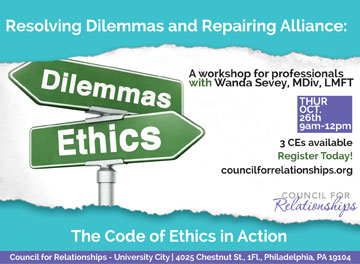 Resolving Dilemmas and Repairing Alliance:
Dilemmas
Ethics
A workshop for professionals
with Wanda Sevey, MDiv, LMFT
THUR
OCT.
26th
9am-12pm
3 CEs available
Register Today!
councilforrelationships.org
COUNCIL FOR
Relationships
The Code of Ethics in Action
Council for Relationships - University City | 4025 Chestnut St., 1FL, Philadelphia, PA 19104